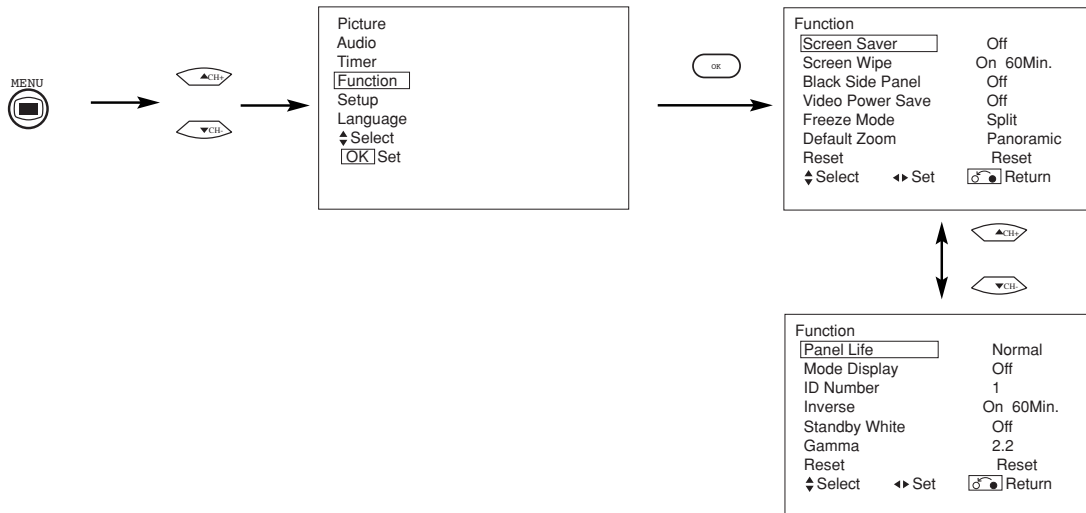 MENU
▲CH+
▼CH-
Picture
Audio
Timer
Function
Setup
Language
Select
OK Set
OK
Function
Screen Saver Off
Screen Wipe On 60Min.
Black Side Panel Off
Video Power Save Off
Freeze Mode Split
Default Zoom Panoramic
Reset Reset
Select Set Return
▲CH+
▼CH-
Function
Panel Life Normal
Mode Display Off
ID Number 1
Inverse On 60Min.
Standby White Off
Gamma 2.2
Reset Reset
Select Set Return